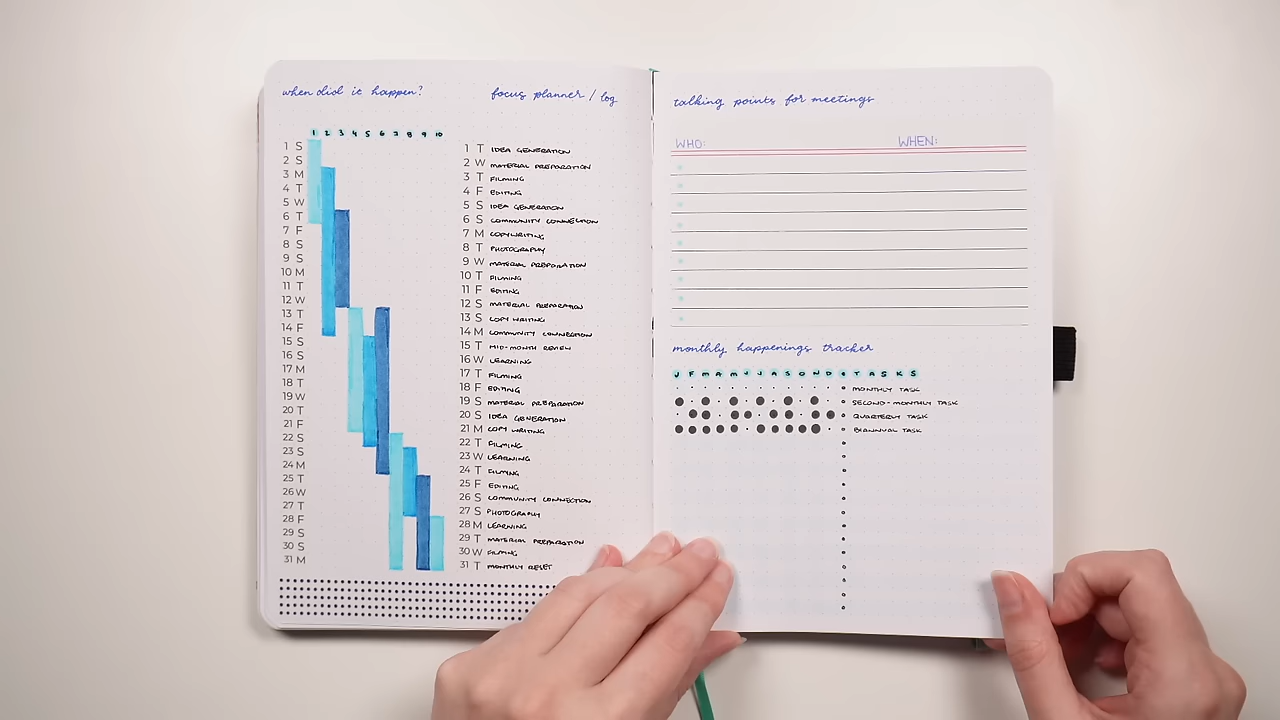 when did it happen?
1 2 3 4 5 6 7 8 9 10
1 S
2 S
3 M
4 T
5 W
6 T
7 F
8 S
9 S
10 M
11 T
12 W
13 T
14 F
15 S
16 S
17 M
18 T
19 W
20 T
21 F
22 S
23 S
24 M
25 T
26 W
27 T
28 F
29 S
30 S
31 M
focus planner / log
1 T IDEA GENERATION
2 W MATERIAL PREPARATION
3 T FILMING
4 F EDITING
5 S IDEA GENERATION
6 S COMMUNITY CONNECTION
7 M COPYWRITING
8 T PHOTOGRAPHY
9 W MATERIAL PREPARATION
10 T FILMING
11 F EDITING
12 S MATERIAL PREPARATION
13 S COPY WRITING
14 M COMMUNITY CONNECTION
15 T MID-MONTH REVIEW
16 W LEARNING
17 T FILMING
18 F EDITING
19 S MATERIAL PREPARATION
20 S IDEA GENERATION
21 M COPY WRITING
22 T FILMING
23 W LEARNING
24 T FILMING
25 F EDITING
26 S COMMUNITY CONNECTION
27 S PHOTOGRAPHY
28 M LEARNING
29 T MATERIAL PREPARATION
30 W FILMING
31 T MONTHLY RESET
talking points for meetings
WHO: WHEN:
monthly happenings tracker
J F M A M J J A S O N D TASKS
MONTHLY TASK
SECOND-MONTHLY TASK
QUARTERLY TASK
BIANNUAL TASK